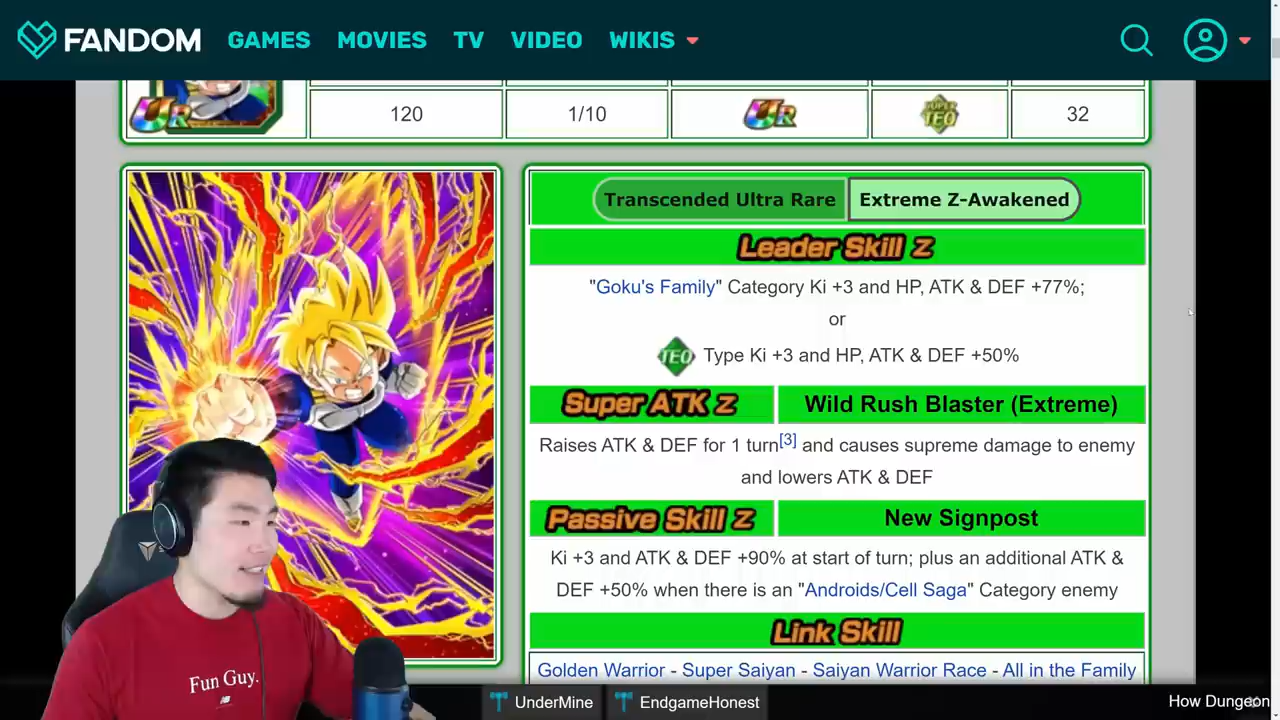 FANDOM GAMES MOVIES TV VIDEO WIKIS
UR 120 1/10 UR SUPER TEQ 32
Transcended Ultra Rare Extreme Z-Awakened
Leader Skill Z
"Goku's Family" Category Ki +3 and HP, ATK & DEF +77%;
or
TEQ Type Ki +3 and HP, ATK & DEF +50%
Super ATK Z Wild Rush Blaster (Extreme)
Raises ATK & DEF for 1 turn[3] and causes supreme damage to enemy
and lowers ATK & DEF
Passive Skill Z New Signpost
Ki +3 and ATK & DEF +90% at start of turn; plus an additional ATK &
DEF +50% when there is an "Androids/Cell Saga" Category enemy
Link Skill
Golden Warrior - Super Saiyan - Saiyan Warrior Race - All in the Family
Fun Guy.
UnderMine EndgameHonest How Dungeon